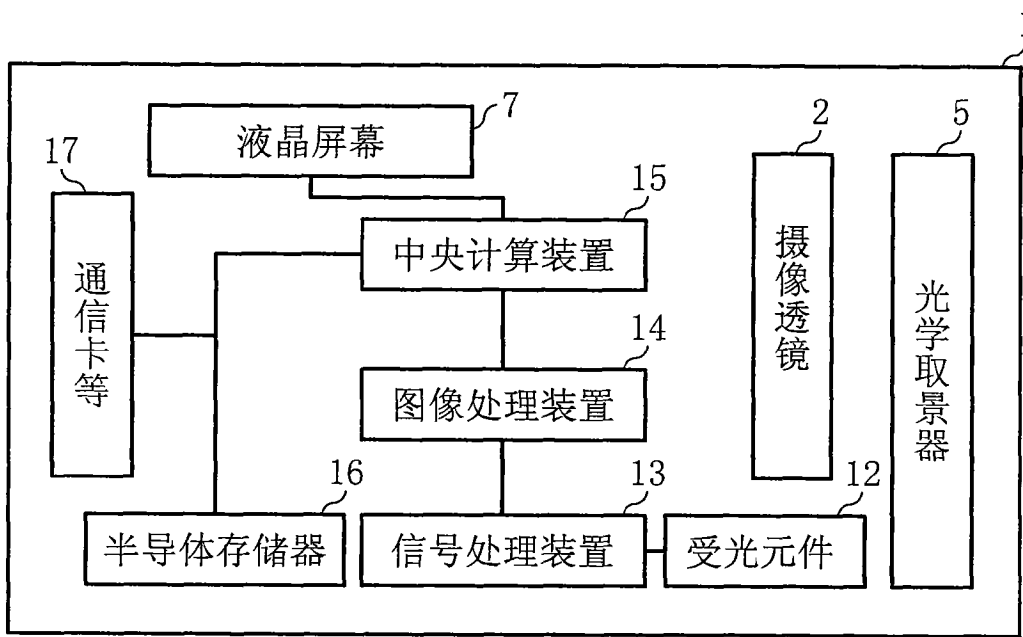 7
液晶屏幕
17
通信卡等
15
中央计算装置
2
摄像透镜
5
光学取景器
14
图像处理装置
16
半导体存储器
13
信号处理装置
12
受光元件